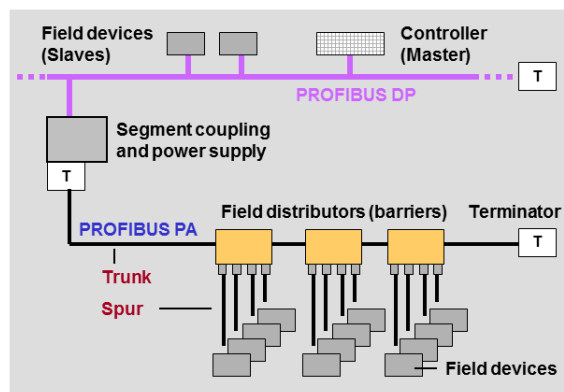 Field devices
(Slaves)
Controller
(Master)
T
PROFIBUS DP
Segment coupling
and power supply
T
PROFIBUS PA
Field distributors (barriers)
Terminator
T
Trunk
Spur
Field devices